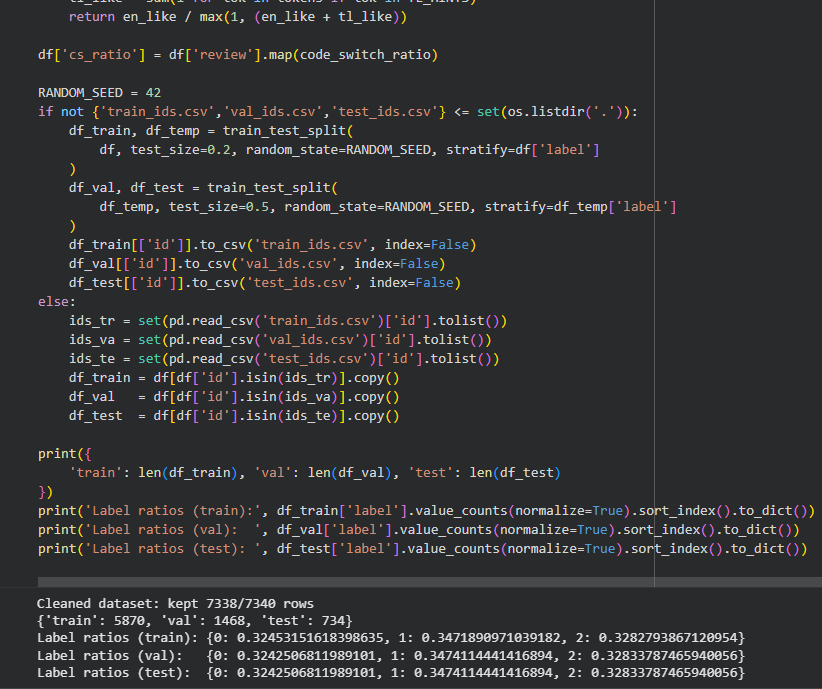 return en_like / max(1, (en_like + tl_like))
df['cs_ratio'] = df['review'].map(code_switch_ratio)
RANDOM_SEED = 42
if not {'train_ids.csv','val_ids.csv','test_ids.csv'} <= set(os.listdir('.')):
    df_train, df_temp = train_test_split(
        df, test_size=0.2, random_state=RANDOM_SEED, stratify=df['label']
    )
    df_val, df_test = train_test_split(
        df_temp, test_size=0.5, random_state=RANDOM_SEED, stratify=df_temp['label']
    )
    df_train[['id']].to_csv('train_ids.csv', index=False)
    df_val[['id']].to_csv('val_ids.csv', index=False)
    df_test[['id']].to_csv('test_ids.csv', index=False)
else:
    ids_tr = set(pd.read_csv('train_ids.csv')['id'].tolist())
    ids_va = set(pd.read_csv('val_ids.csv')['id'].tolist())
    ids_te = set(pd.read_csv('test_ids.csv')['id'].tolist())
    df_train = df[df['id'].isin(ids_tr)].copy()
    df_val   = df[df['id'].isin(ids_va)].copy()
    df_test  = df[df['id'].isin(ids_te)].copy()
print({
    'train': len(df_train), 'val': len(df_val), 'test': len(df_test)
})
print('Label ratios (train):', df_train['label'].value_counts(normalize=True).sort_index().to_dict())
print('Label ratios (val):  ', df_val['label'].value_counts(normalize=True).sort_index().to_dict())
print('Label ratios (test): ', df_test['label'].value_counts(normalize=True).sort_index().to_dict())
Cleaned dataset: kept 7338/7340 rows
{'train': 5870, 'val': 1468, 'test': 734}
Label ratios (train): {0: 0.32453151618398635, 1: 0.3471890971039182, 2: 0.3282793867120954}
Label ratios (val):   {0: 0.3242506811989101, 1: 0.3474114441416894, 2: 0.32833787465940056}
Label ratios (test):  {0: 0.3242506811989101, 1: 0.3474114441416894, 2: 0.32833787465940056}